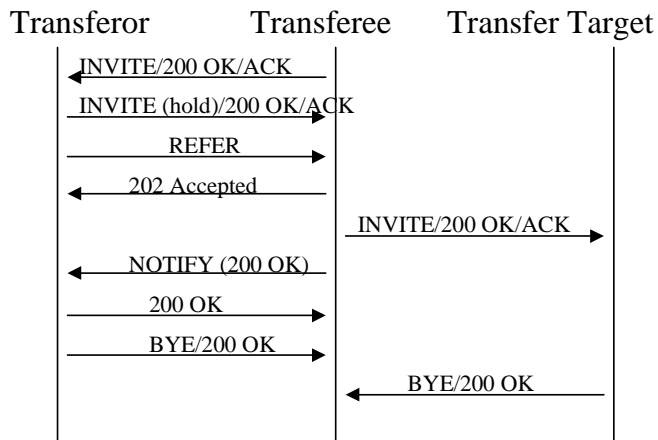 Transferor Transferee Transfer Target
INVITE/200 OK/ACK
INVITE (hold)/200 OK/ACK
REFER
202 Accepted
INVITE/200 OK/ACK
NOTIFY (200 OK)
200 OK
BYE/200 OK
BYE/200 OK